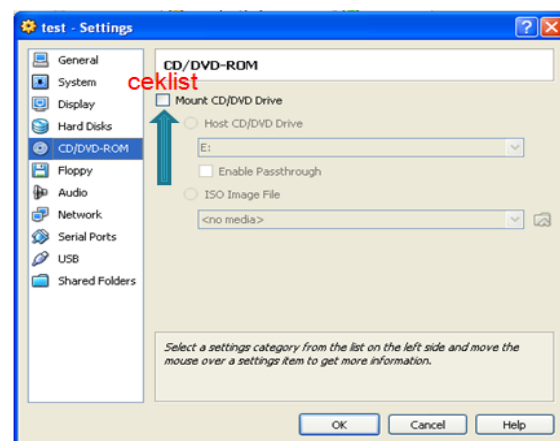 test - Settings
General
System
Display
Hard Disks
CD/DVD-ROM
Floppy
Audio
Network
Serial Ports
USB
Shared Folders
CD/DVD-ROM
ceklist
Mount CD/DVD Drive
Host CD/DVD Drive
E:
Enable Passthrough
ISO Image File
<no media>
Select a settings category from the list on the left side and move the
mouse over a settings item to get more information.
OK
Cancel
Help